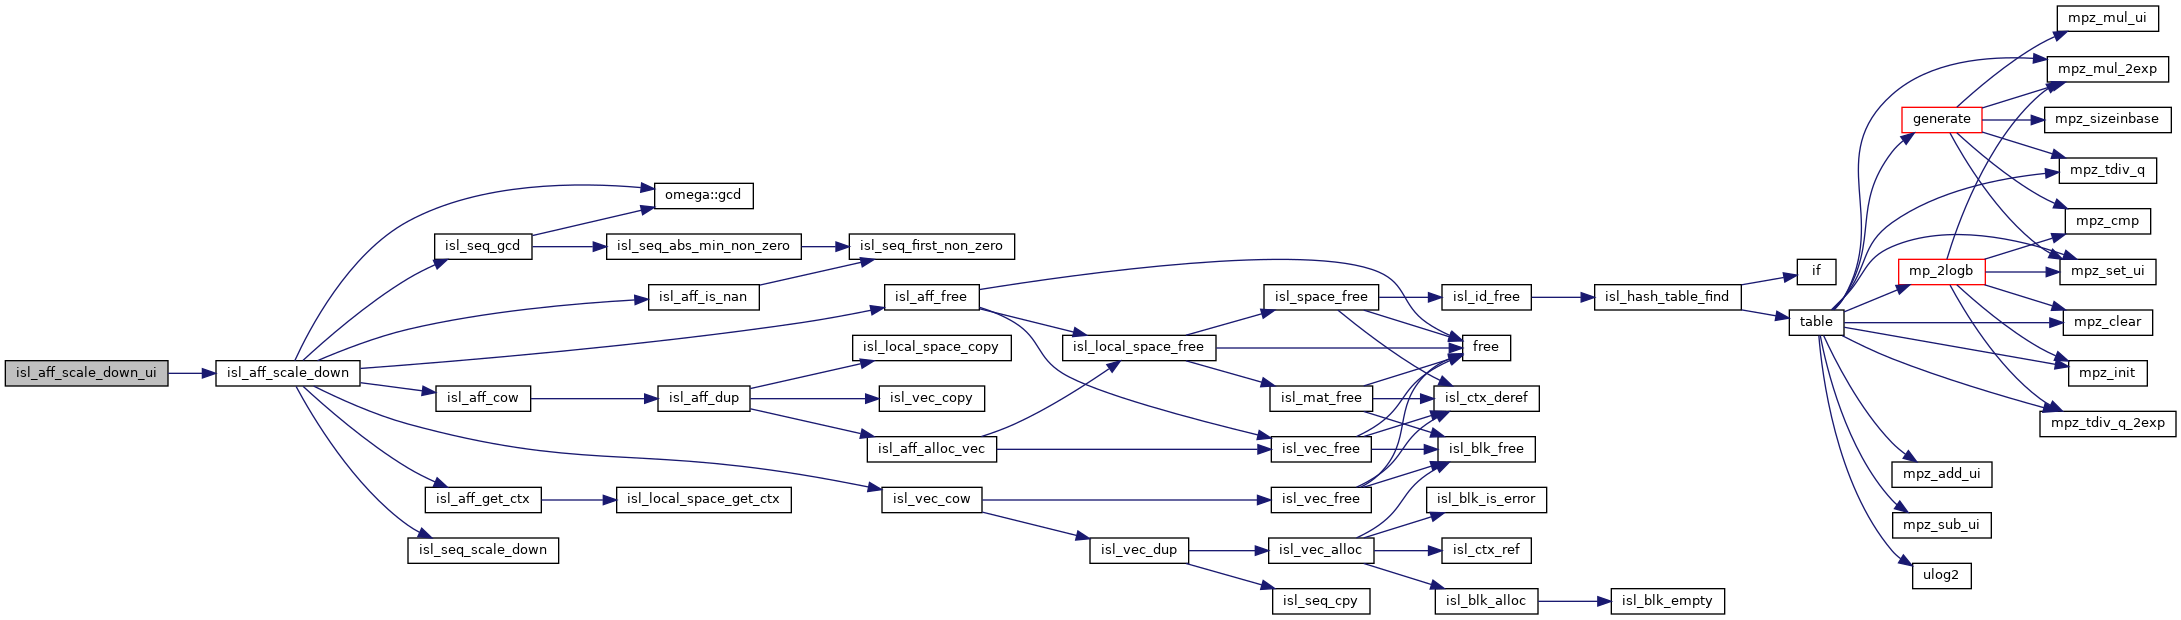 isl_aff_scale_down_ui
isl_aff_scale_down
omega::gcd
isl_seq_gcd
isl_seq_abs_min_non_zero
isl_seq_first_non_zero
isl_aff_is_nan
isl_aff_free
isl_local_space_copy
isl_aff_cow
isl_aff_dup
isl_vec_copy
isl_aff_alloc_vec
isl_aff_get_ctx
isl_local_space_get_ctx
isl_vec_cow
isl_seq_scale_down
isl_local_space_free
isl_vec_dup
isl_space_free
isl_mat_free
isl_vec_free
isl_vec_free
isl_vec_alloc
isl_seq_cpy
isl_id_free
free
isl_ctx_deref
isl_blk_free
isl_blk_is_error
isl_ctx_ref
isl_blk_alloc
isl_blk_empty
isl_hash_table_find
if
table
generate
mp_2logb
mpz_add_ui
mpz_sub_ui
ulog2
mpz_mul_ui
mpz_mul_2exp
mpz_sizeinbase
mpz_tdiv_q
mpz_cmp
mpz_set_ui
mpz_clear
mpz_init
mpz_tdiv_q_2exp